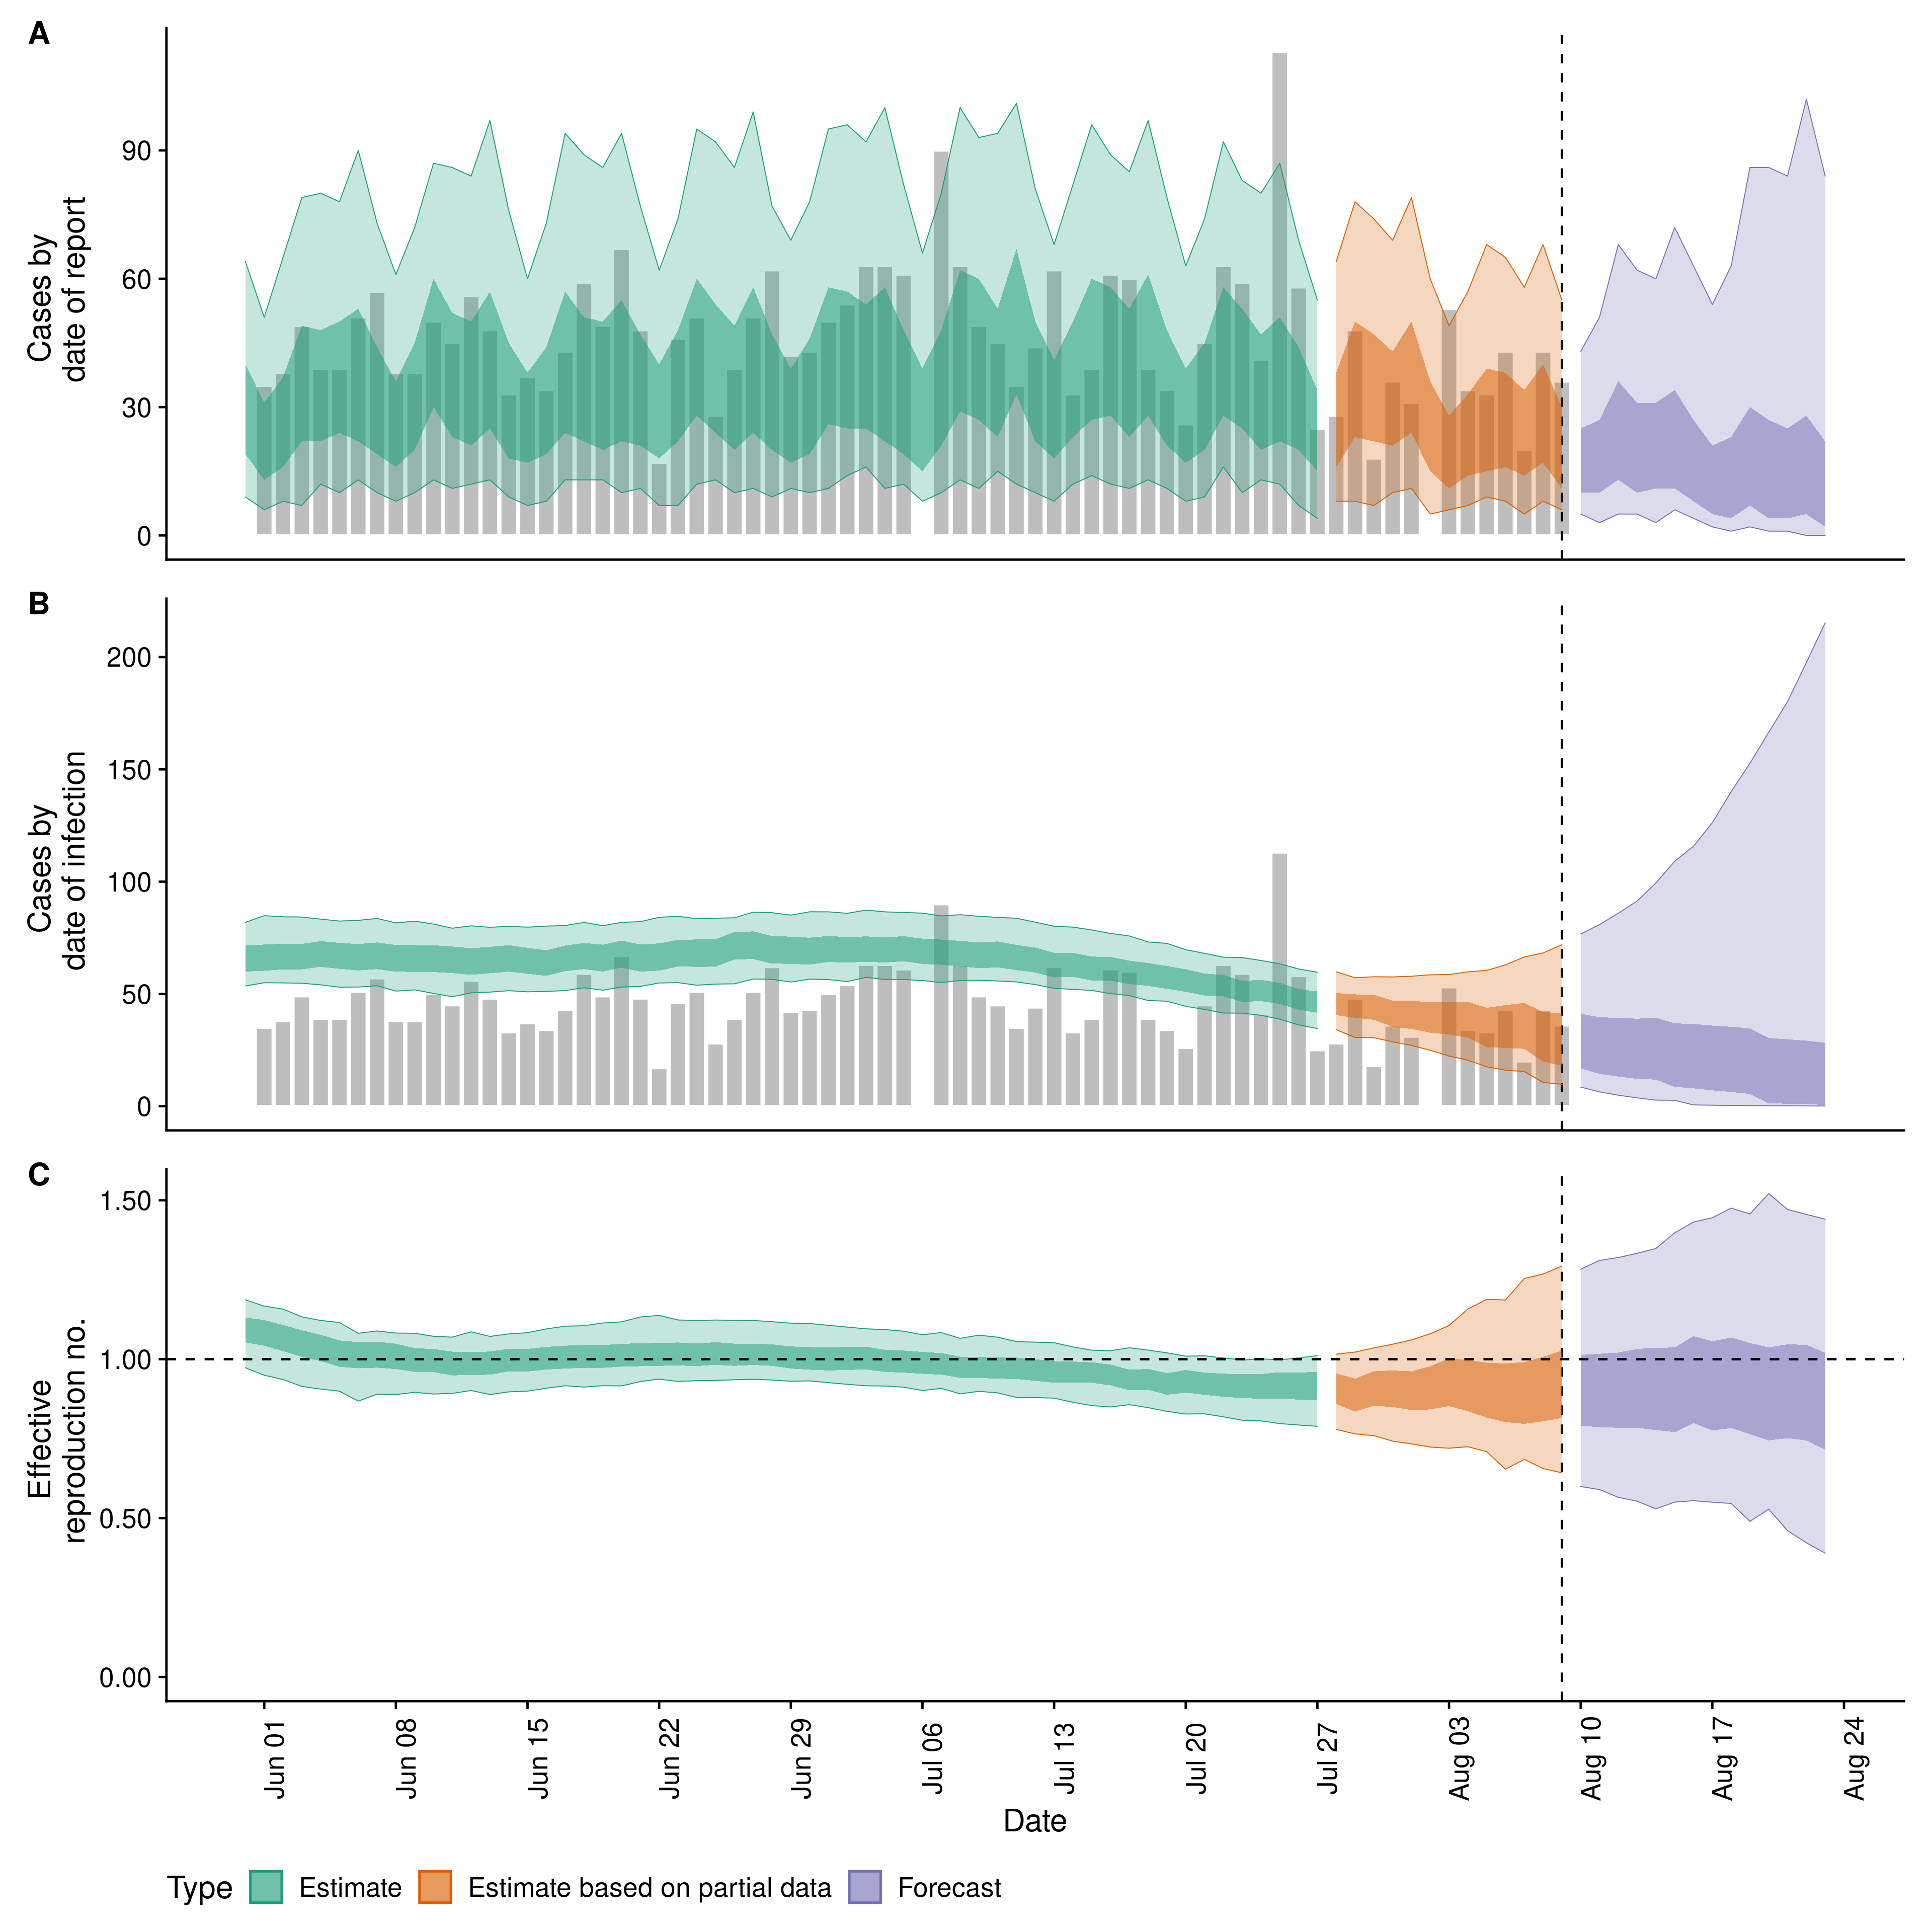 A
Cases by
date of report
90
60
30
0
B
Cases by
date of infection
200
150
100
50
0
C
Effective
reproduction no.
1.50
1.00
0.50
0.00
Jun 01
Jun 08
Jun 15
Jun 22
Jun 29
Jul 06
Jul 13
Jul 20
Jul 27
Aug 03
Aug 10
Aug 17
Aug 24
Date
Type Estimate Estimate based on partial data Forecast